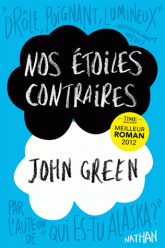 "DRÔLE, POIGNANT, LUMINEUX"
NOS ÉTOILES
CONTRAIRES
TIME
MEILLEUR
ROMAN
2012
JOHN GREEN
PAR
L'AUTEUR
DE
QUI ES-TU ALASKA?
NATHAN